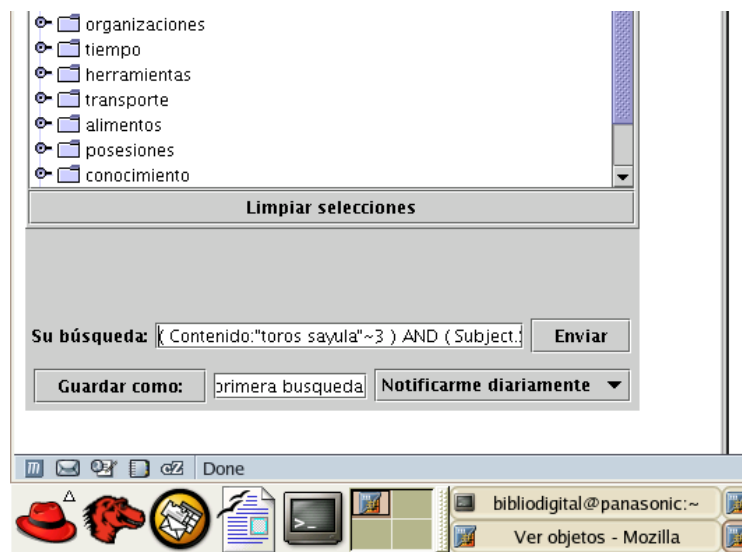 organizaciones
tiempo
herramientas
transporte
alimentos
posesiones
conocimiento
Limpiar selecciones
Su búsqueda: ( Contenido:"toros sayula"~3 ) AND ( Subject. Enviar
Guardar como: primera busqueda Notificarme diariamente
Done
bibliodigital@panasonic:~
Ver objetos - Mozilla